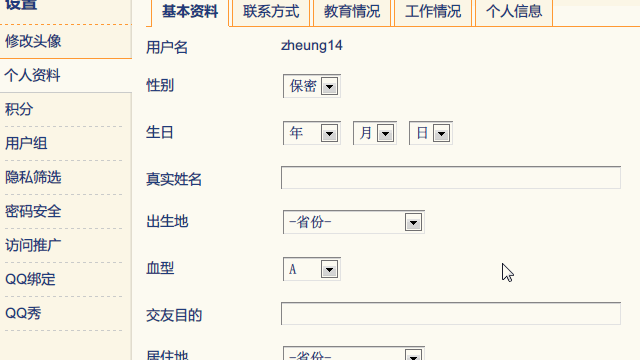 设置
修改头像
个人资料
积分
用户组
隐私筛选
密码安全
访问推广
QQ绑定
QQ秀
基本资料 联系方式 教育情况 工作情况 个人信息
用户名 zheung14
性别 保密
生日 年 月 日
真实姓名
出生地 -省份-
血型 A
交友目的
居住地 -省份-